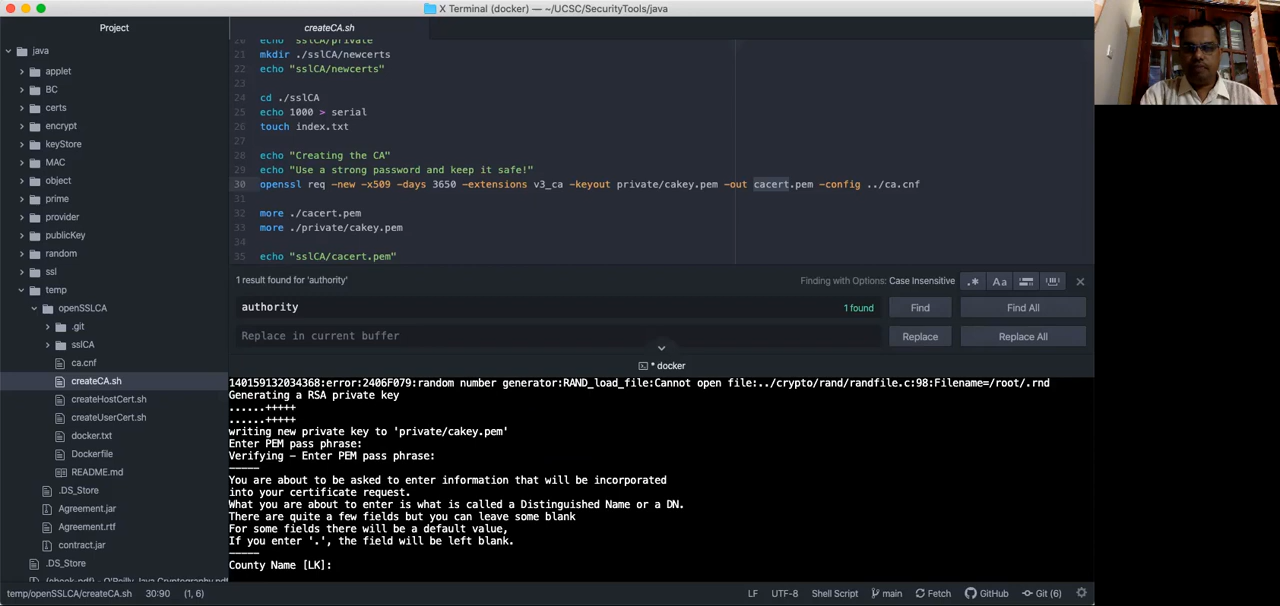 X Terminal (docker) — ~/UCSC/SecurityTools/java
Project
createCA.sh
java
applet
BC
certs
encrypt
keyStore
MAC
object
prime
provider
publicKey
random
ssl
temp
openSSLCA
.git
sslCA
ca.cnf
createCA.sh
createHostCert.sh
createUserCert.sh
docker.txt
Dockerfile
README.md
.DS_Store
Agreement.jar
Agreement.rtf
contract.jar
.DS_Store
(ebook-pdf) - O'Reilly Java Cryptography.pdf
20 echo "sslCA/private"
21 mkdir ./sslCA/newcerts
22 echo "sslCA/newcerts"
23
24 cd ./sslCA
25 echo 1000 > serial
26 touch index.txt
27
28 echo "Creating the CA"
29 echo "Use a strong password and keep it safe!"
30 openssl req -new -x509 -days 3650 -extensions v3_ca -keyout private/cakey.pem -out cacert.pem -config ../ca.cnf
31
32 more ./cacert.pem
33 more ./private/cakey.pem
34
35 echo "sslCA/cacert.pem"
1 result found for 'authority'
Finding with Options: Case Insensitive
.* Aa
authority
1 found
Find
Find All
Replace in current buffer
Replace
Replace All
* docker
140159132034368:error:2406F079:random number generator:RAND_load_file:Cannot open file:../crypto/rand/randfile.c:98:Filename=/root/.rnd
Generating a RSA private key
......+++++
......+++++
writing new private key to 'private/cakey.pem'
Enter PEM pass phrase:
Verifying - Enter PEM pass phrase:
-----
You are about to be asked to enter information that will be incorporated
into your certificate request.
What you are about to enter is what is called a Distinguished Name or a DN.
There are quite a few fields but you can leave some blank
For some fields there will be a default value,
If you enter '.', the field will be left blank.
-----
County Name [LK]:
temp/openSSLCA/createCA.sh 30:90 (1, 6)
LF UTF-8 Shell Script main Fetch GitHub Git (6)